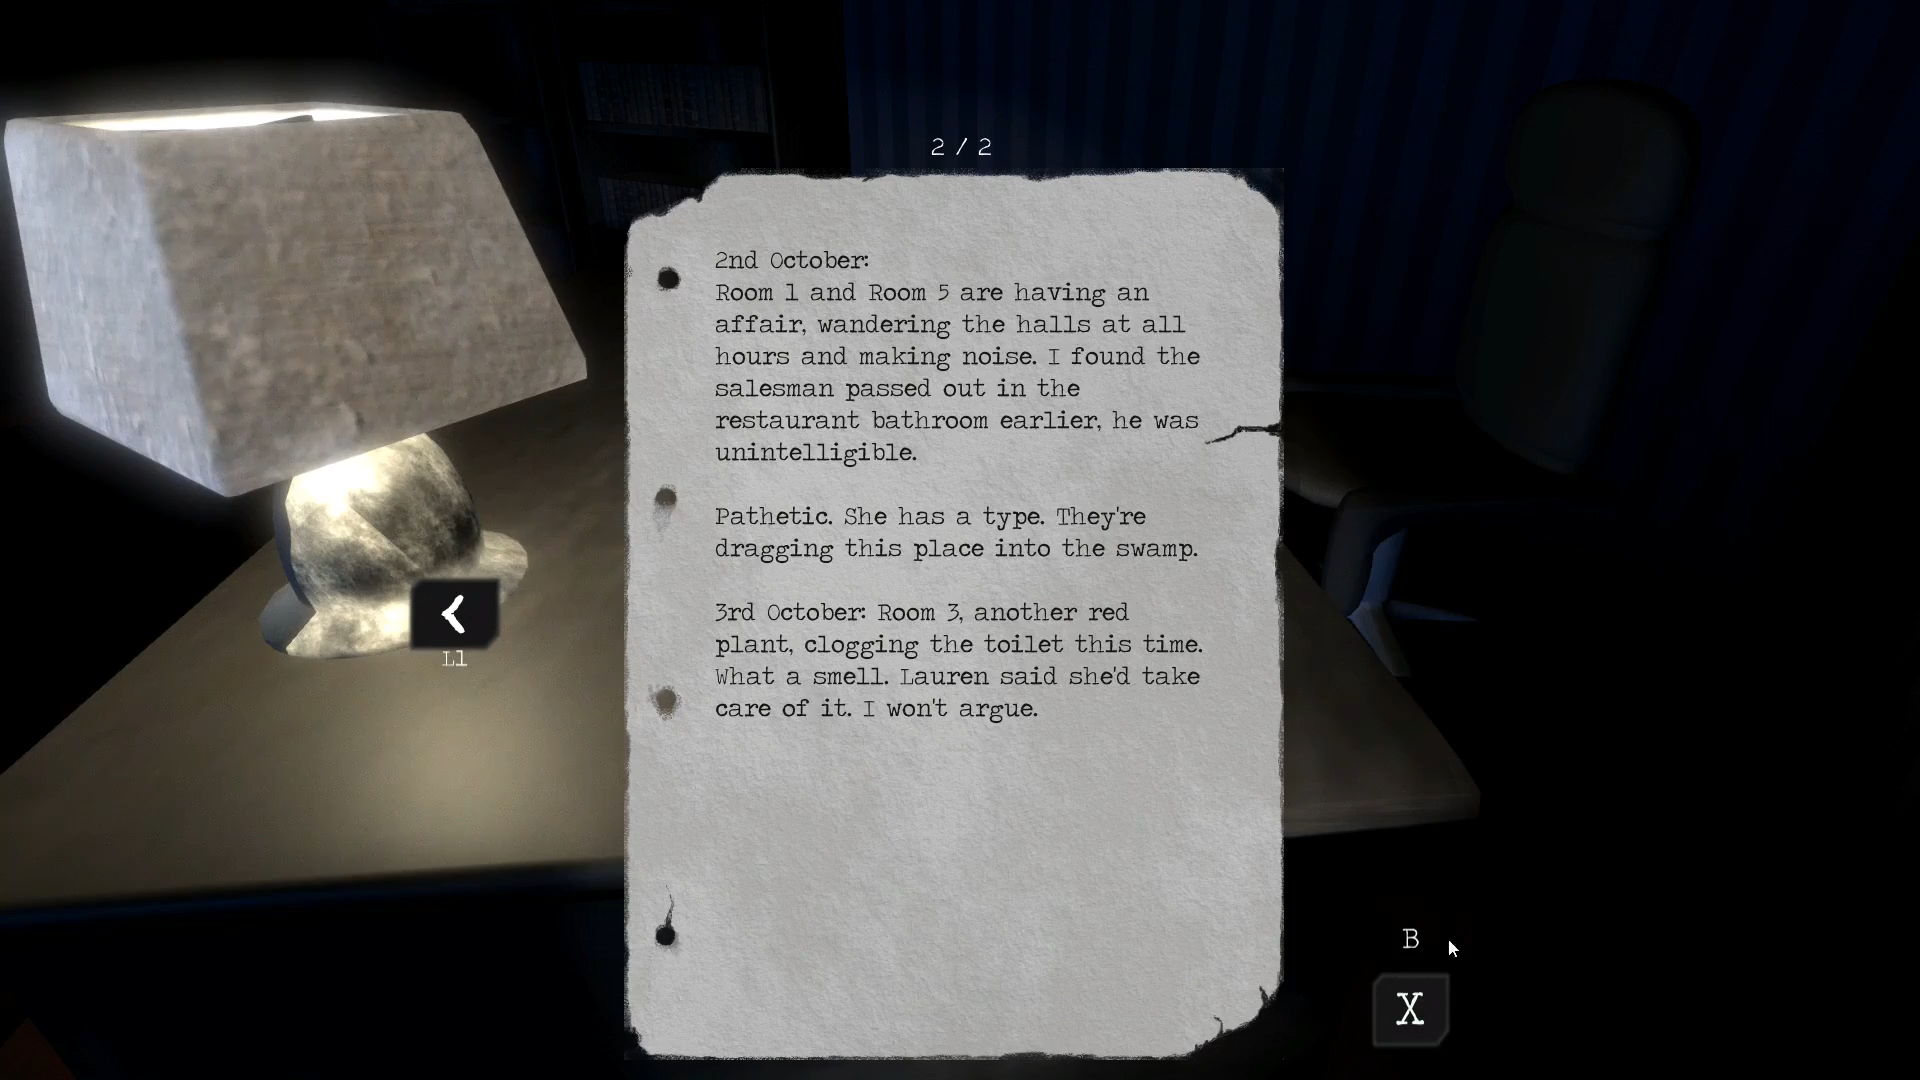 2 / 2
2nd October:
Room 1 and Room 5 are having an
affair, wandering the halls at all
hours and making noise. I found the
salesman passed out in the
restaurant bathroom earlier, he was
unintelligible.
Pathetic. She has a type. They're
dragging this place into the swamp.
3rd October: Room 3, another red
plant, clogging the toilet this time.
What a smell. Lauren said she'd take
care of it. I won't argue.
L1
B
X